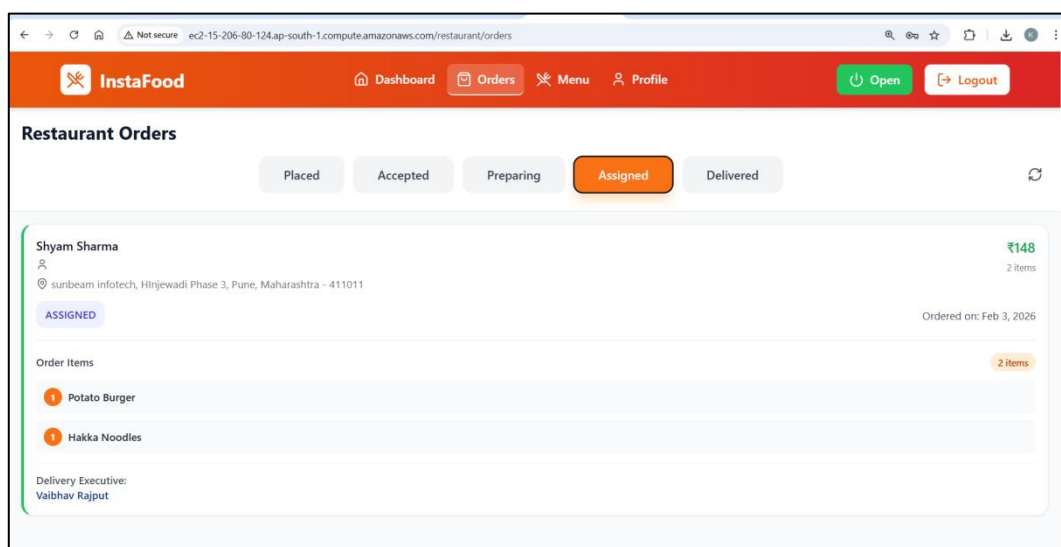 Not secure ec2-15-206-80-124.ap-south-1.compute.amazonaws.com/restaurant/orders K
InstaFood Dashboard Orders Menu Profile Open Logout
Restaurant Orders
Placed Accepted Preparing Assigned Delivered
Shyam Sharma ₹148
2 items
sunbeam infotech, HInjewadi Phase 3, Pune, Maharashtra - 411011
ASSIGNED Ordered on: Feb 3, 2026
Order Items 2 items
1 Potato Burger
1 Hakka Noodles
Delivery Executive:
Vaibhav Rajput